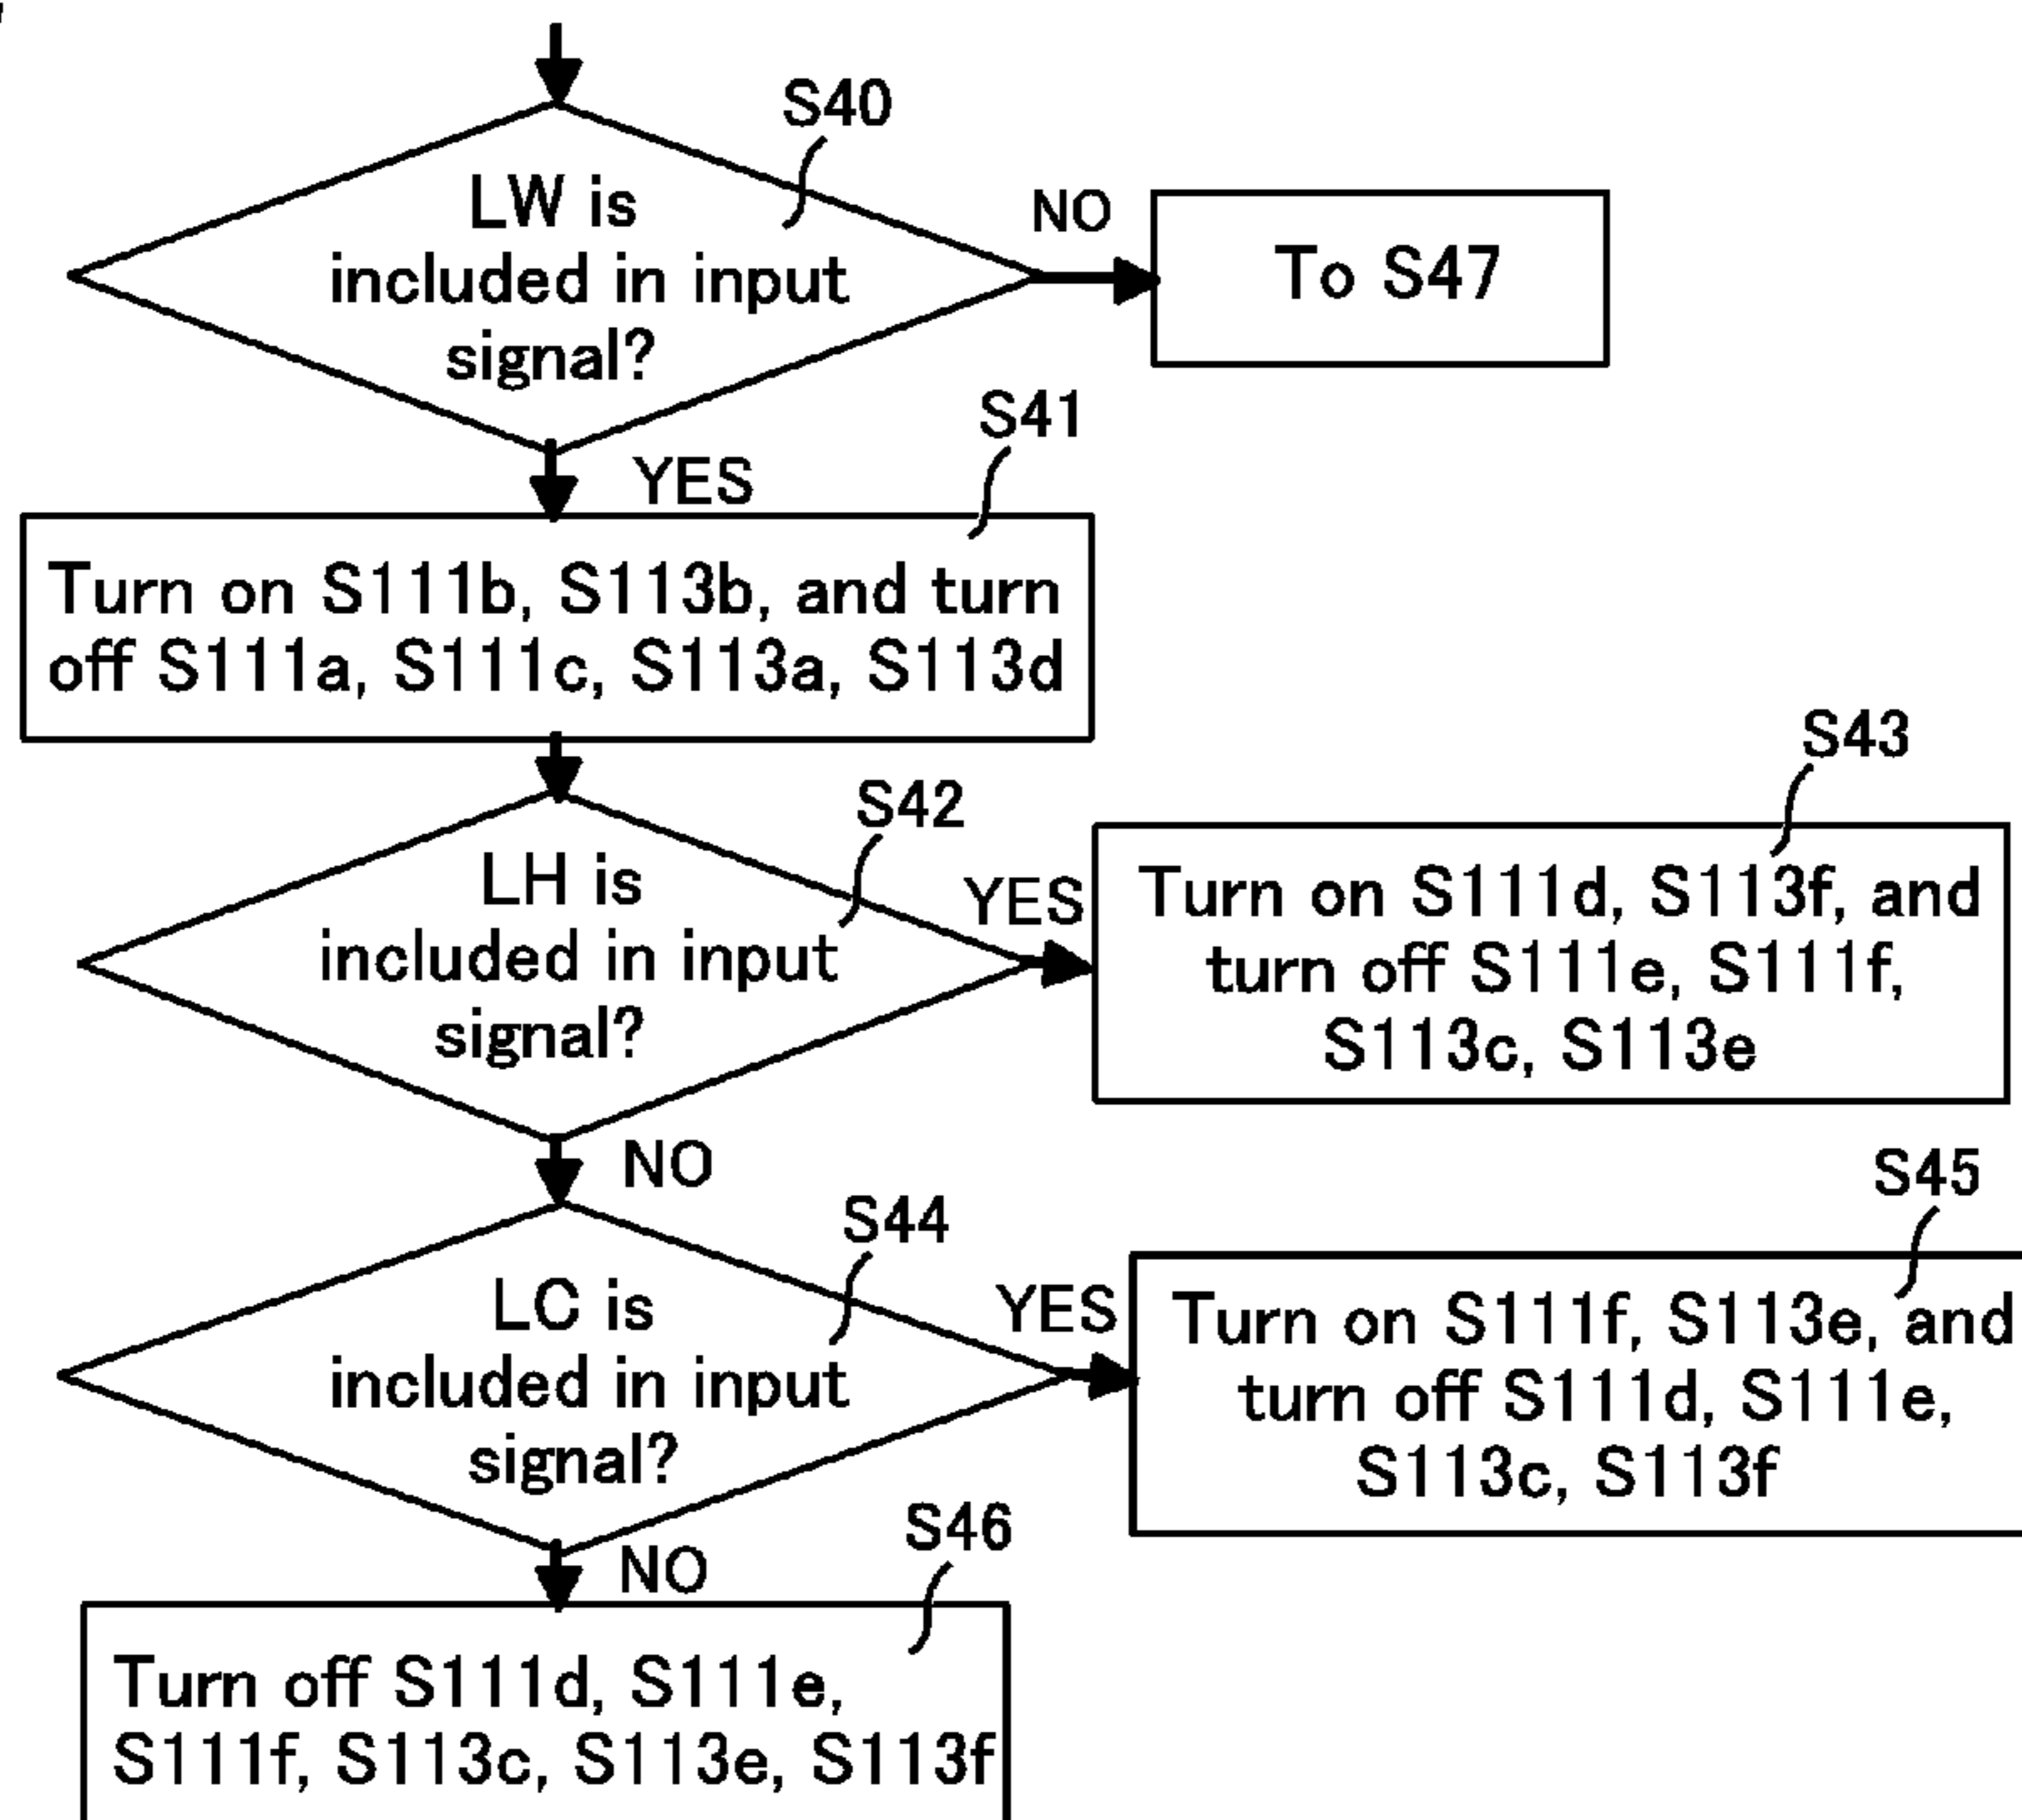 S40
LW is
included in input
signal?
NO
To S47
YES
S41
Turn on S111b, S113b, and turn
off S111a, S111c, S113a, S113d
S42
LH is
included in input
signal?
YES
S43
Turn on S111d, S113f, and
turn off S111e, S111f,
S113c, S113e
NO
S44
LC is
included in input
signal?
YES
S45
Turn on S111f, S113e, and
turn off S111d, S111e,
S113c, S113f
NO
S46
Turn off S111d, S111e,
S111f, S113c, S113e, S113f